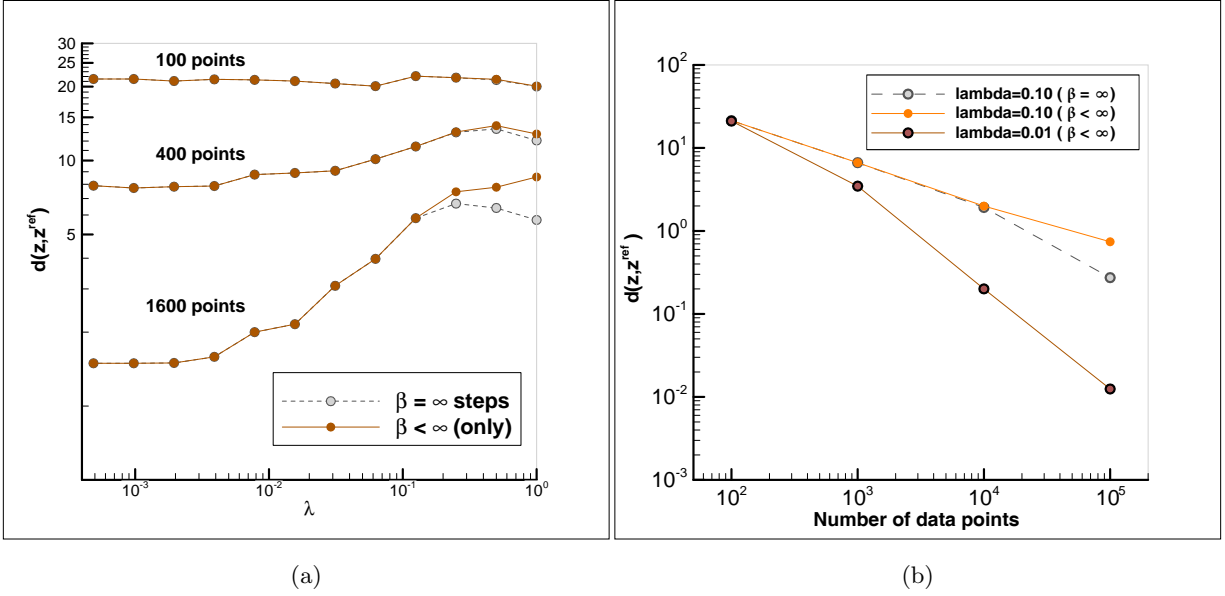 30
25
20
15
10
5
d(z,z^ref)
100 points
400 points
1600 points
β = ∞ steps
β < ∞ (only)
10^-3
10^-2
10^-1
10^0
λ
(a)
10^2
10^1
10^0
10^-1
10^-2
10^-3
d(z,z^ref)
lambda=0.10 ( β = ∞)
lambda=0.10 ( β < ∞)
lambda=0.01 ( β < ∞)
10^2
10^3
10^4
10^5
Number of data points
(b)